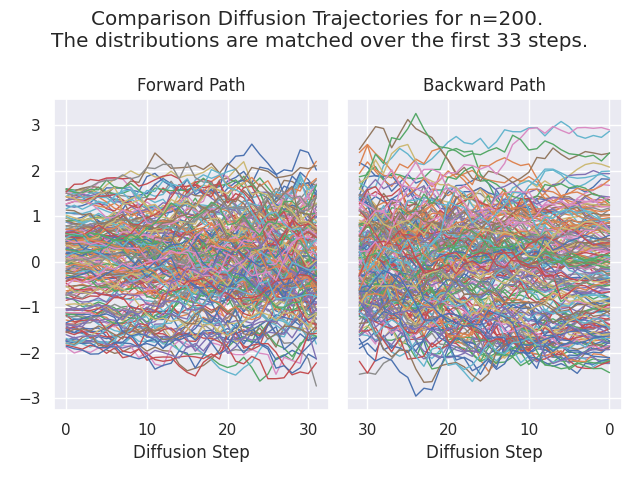 Comparison Diffusion Trajectories for n=200.
The distributions are matched over the first 33 steps.
Forward Path
Backward Path
3
2
1
0
−1
−2
−3
0
10
20
30
30
20
10
0
Diffusion Step
Diffusion Step